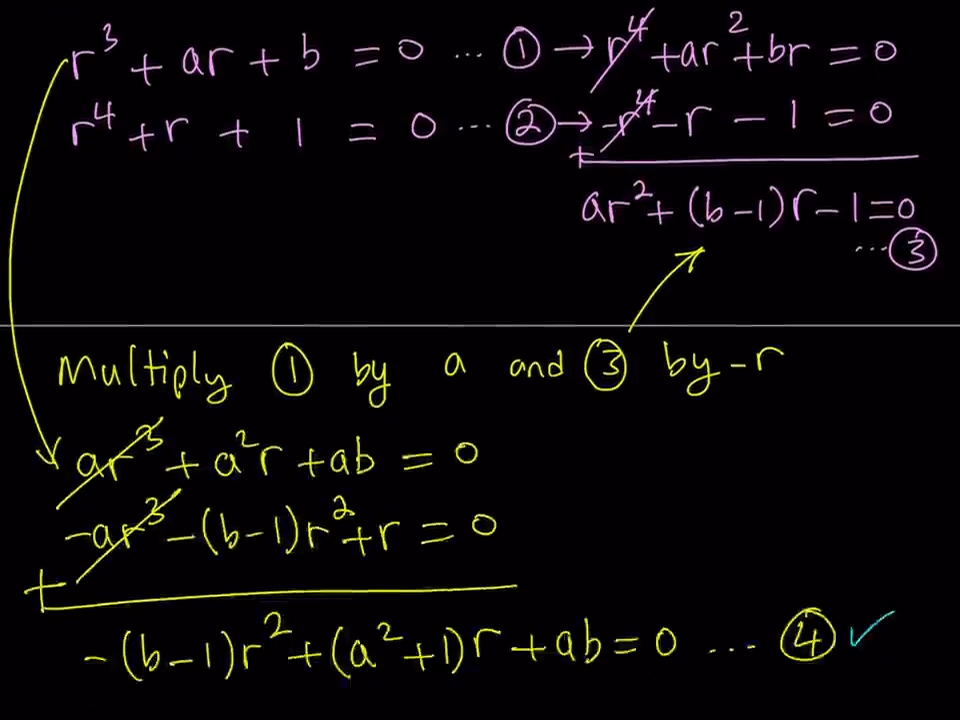 r³ + ar + b = 0 ... ① → r⁴ + ar² + br = 0
r⁴ + r + 1 = 0 ... ② → -r⁴ - r - 1 = 0
+
ar² + (b-1)r - 1 = 0
... ③
Multiply ① by a and ③ by -r
ar³ + a²r + ab = 0
-ar³ - (b-1)r² + r = 0
+
-(b-1)r² + (a²+1)r + ab = 0 ... ④ ✓